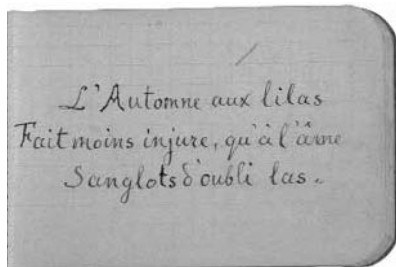 L'Automne aux lilas
Fait moins injure, qu'à l'âme
Sanglots d'oubli las..